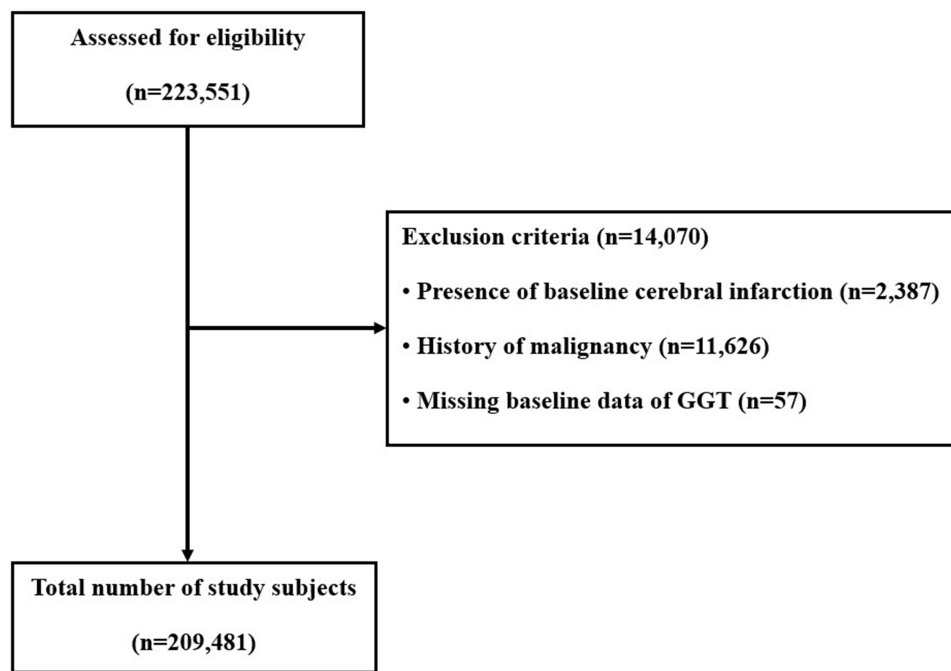 Assessed for eligibility
(n=223,551)
Exclusion criteria (n=14,070)
• Presence of baseline cerebral infarction (n=2,387)
• History of malignancy (n=11,626)
• Missing baseline data of GGT (n=57)
Total number of study subjects
(n=209,481)